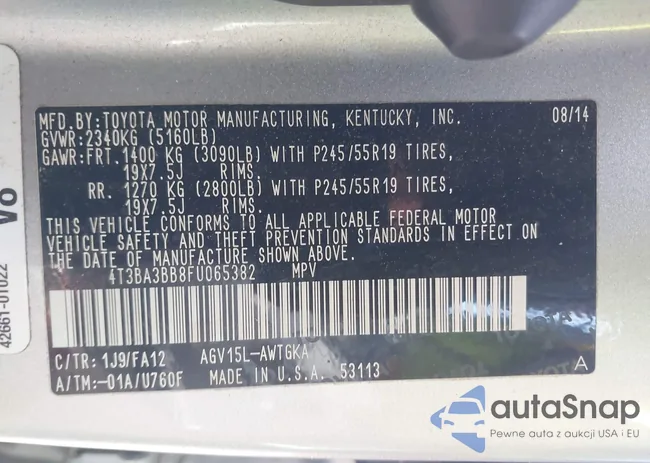 MFD.BY:TOYOTA MOTOR MANUFACTURING, KENTUCKY, INC. 08/14
GVWR:2340KG (5160LB)
GAWR:FRT. 1400 KG (3090LB) WITH P245/55R19 TIRES,
19X7.5J RIMS.
RR. 1270 KG (2800LB) WITH P245/55R19 TIRES,
19X7.5J RIMS.
THIS VEHICLE CONFORMS TO ALL APPLICABLE FEDERAL MOTOR
VEHICLE SAFETY AND THEFT PREVENTION STANDARDS IN EFFECT ON
THE DATE OF MANUFACTURE SHOWN ABOVE.
4T3BA3BB8FU065382 MPV
C/TR: 1J9/FA12 AGV15L-AWTGKA
A/TM:-01A/U760F MADE IN U.S.A. 53113 A
42661-0T022
autaSnap
Pewne auta z aukcji USA i EU